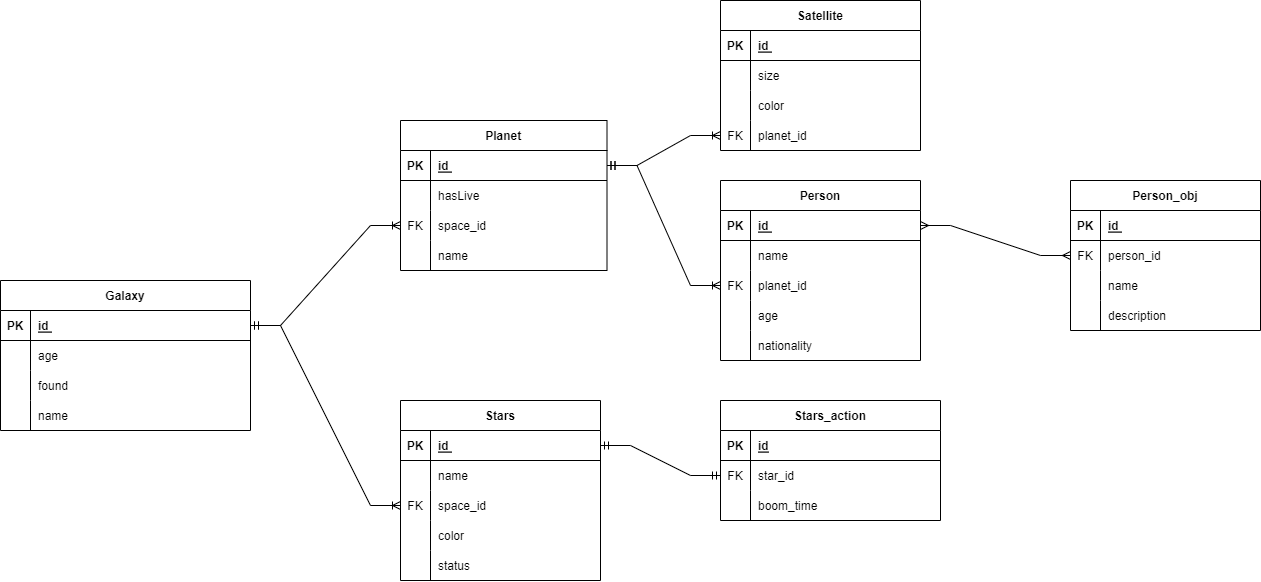 Satellite
PK id
size
color
FK planet_id
Planet
PK id
hasLive
FK space_id
name
Person
PK id
name
FK planet_id
age
nationality
Person_obj
PK id
FK person_id
name
description
Galaxy
PK id
age
found
name
Stars
PK id
name
FK space_id
color
status
Stars_action
PK id
FK star_id
boom_time